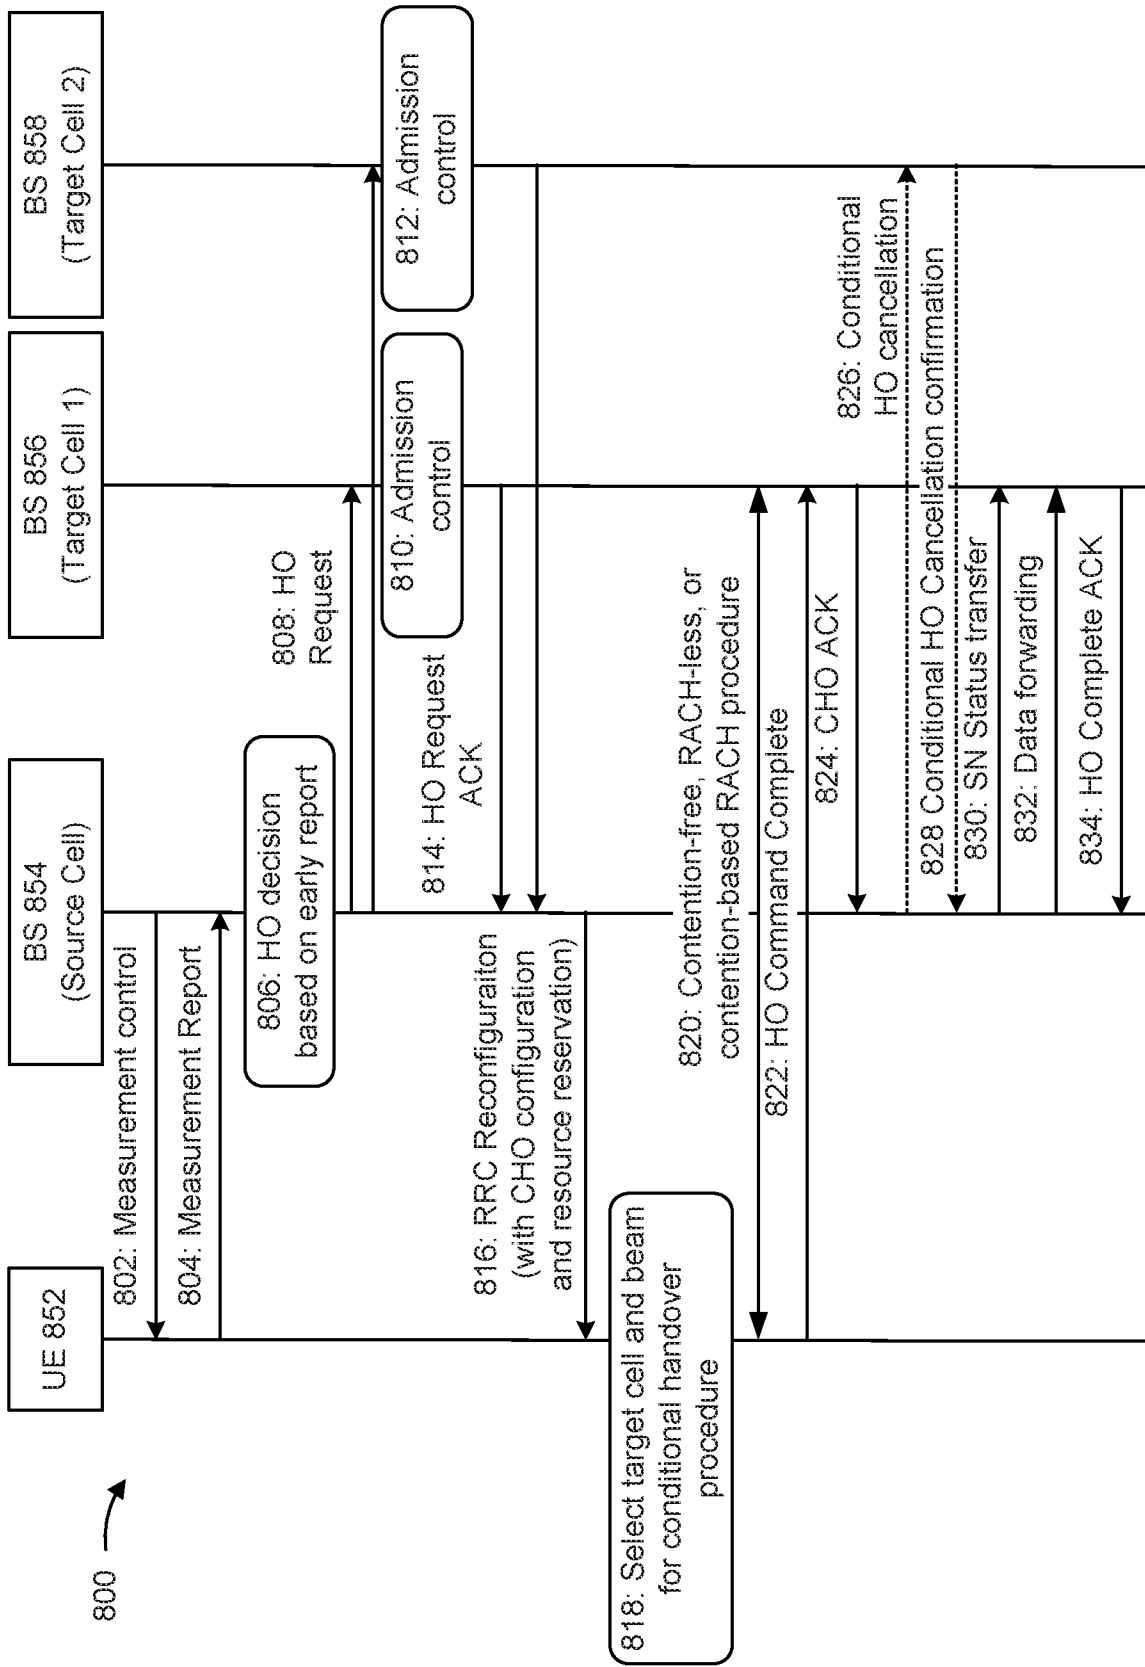 800
UE 852
BS 854
(Source Cell)
BS 856
(Target Cell 1)
BS 858
(Target Cell 2)
802: Measurement control
804: Measurement Report
806: HO decision
based on early report
808: HO
Request
810: Admission
control
812: Admission
control
814: HO Request
ACK
816: RRC Reconfiguraiton
(with CHO configuration
and resource reservation)
818: Select target cell and beam
for conditional handover
procedure
820: Contention-free, RACH-less, or
contention-based RACH procedure
822: HO Command Complete
824: CHO ACK
826: Conditional
HO cancellation
828 Conditional HO Cancellation confirmation
830: SN Status transfer
832: Data forwarding
834: HO Complete ACK